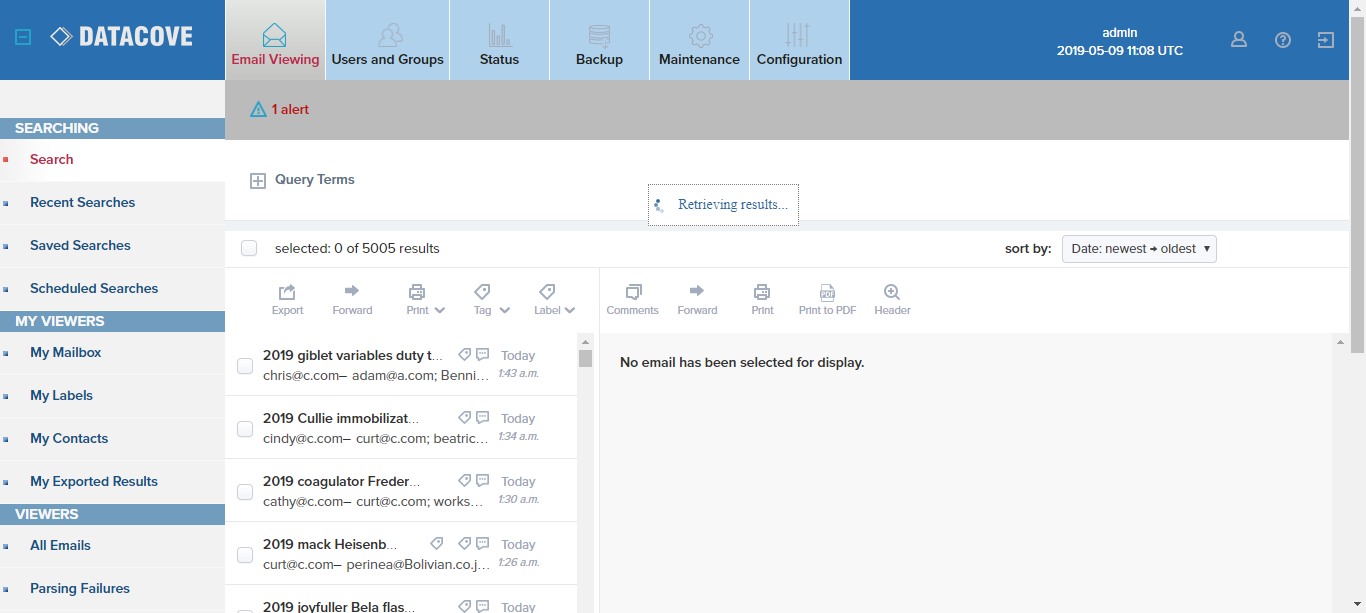 DATACOVE
Email Viewing
Users and Groups
Status
Backup
Maintenance
Configuration
admin
2019-05-09 11:08 UTC
1 alert
SEARCHING
Search
Recent Searches
Saved Searches
Scheduled Searches
MY VIEWERS
My Mailbox
My Labels
My Contacts
My Exported Results
VIEWERS
All Emails
Parsing Failures
Query Terms
Retrieving results...
selected: 0 of 5005 results
sort by: Date: newest → oldest
Export
Forward
Print
Tag
Label
Comments
Forward
Print
Print to PDF
Header
2019 giblet variables duty t... Today
chris@c.com– adam@a.com; Benni... 1:43 a.m.
2019 Cullie immobilizat... Today
cindy@c.com– curt@c.com; beatric... 1:34 a.m.
2019 coagulator Freder... Today
cathy@c.com– curt@c.com; works... 1:30 a.m.
2019 mack Heisenb... Today
curt@c.com– perinea@Bolivian.co.j... 1:26 a.m.
2019 joyfuller Bela flas... Today
No email has been selected for display.